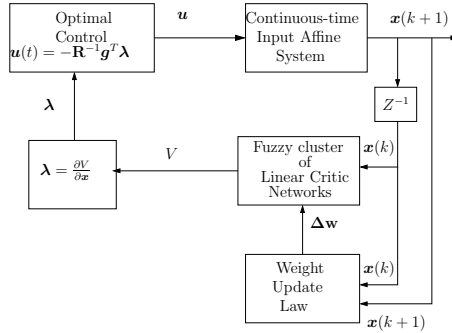 Optimal
Control
u(t) = −R⁻¹gᵀλ
u
Continuous-time
Input Affine
System
x(k+1)
Z⁻¹
λ
λ = ∂V/∂x
V
Fuzzy cluster
of
Linear Critic
Networks
x(k)
Δw
Weight
Update
Law
x(k)
x(k+1)